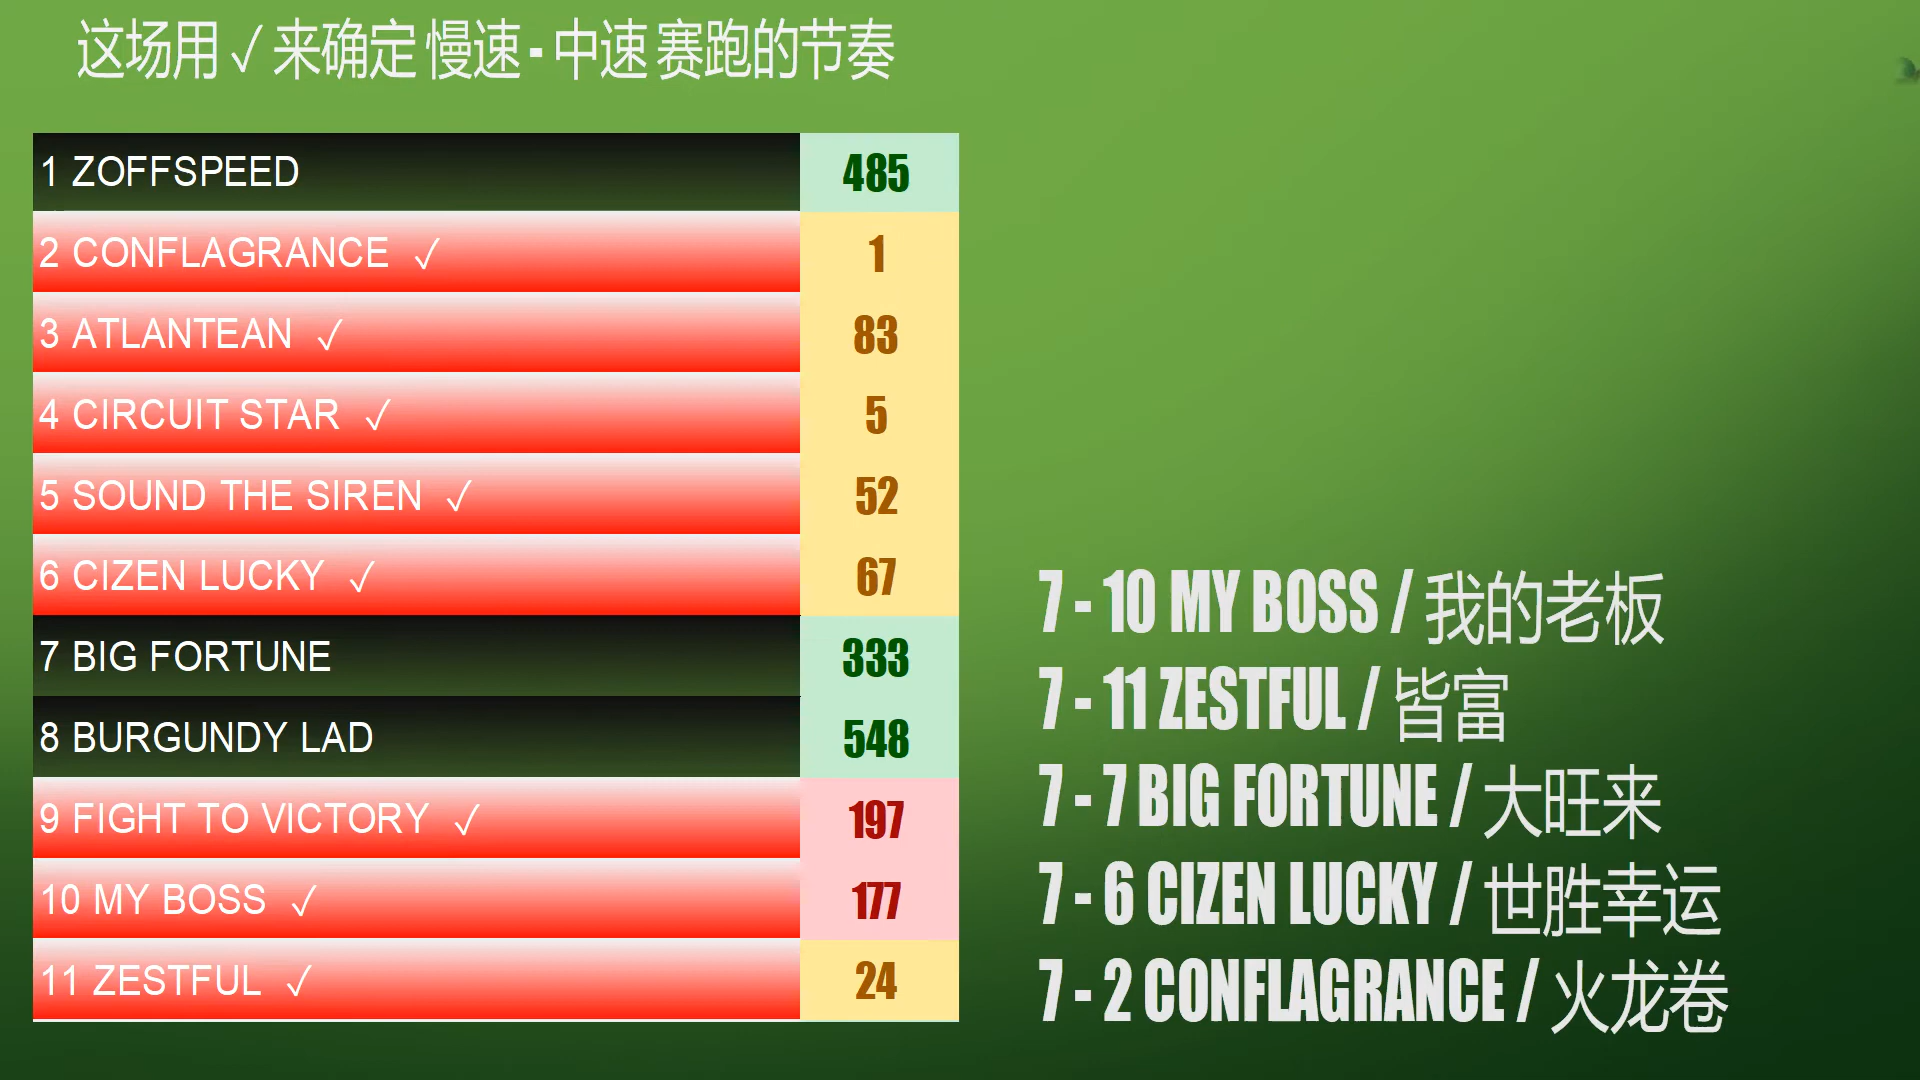 这场用 ✓ 来确定 慢速 - 中速 赛跑的节奏
1 ZOFFSPEED 485
2 CONFLAGRANCE ✓ 1
3 ATLANTEAN ✓ 83
4 CIRCUIT STAR ✓ 5
5 SOUND THE SIREN ✓ 52
6 CIZEN LUCKY ✓ 67
7 BIG FORTUNE 333
8 BURGUNDY LAD 548
9 FIGHT TO VICTORY ✓ 197
10 MY BOSS ✓ 177
11 ZESTFUL ✓ 24
7 - 10 MY BOSS / 我的老板
7 - 11 ZESTFUL / 皆富
7 - 7 BIG FORTUNE / 大旺来
7 - 6 CIZEN LUCKY / 世胜幸运
7 - 2 CONFLAGRANCE / 火龙卷